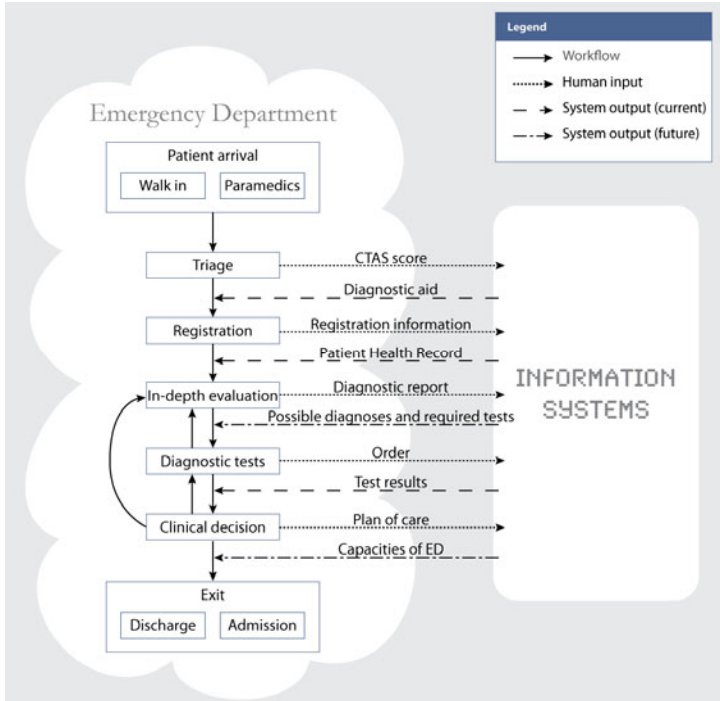 Legend
Workflow
Human input
System output (current)
System output (future)
Emergency Department
Patient arrival
Walk in
Paramedics
Triage
CTAS score
Diagnostic aid
Registration
Registration information
Patient Health Record
In-depth evaluation
Diagnostic report
Possible diagnoses and required tests
Diagnostic tests
Order
Test results
Clinical decision
Plan of care
Capacities of ED
Exit
Discharge
Admission
INFORMATION
SYSTEMS